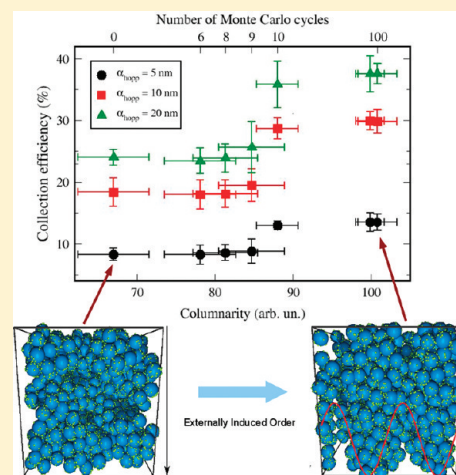 Number of Monte Carlo cycles
0 6 8 9 10 100
Collection efficiency (%)
40
30
20
10
α_hopp = 5 nm
α_hopp = 10 nm
α_hopp = 20 nm
70 80 90 100
Columnarity (arb. un.)
Externally Induced Order